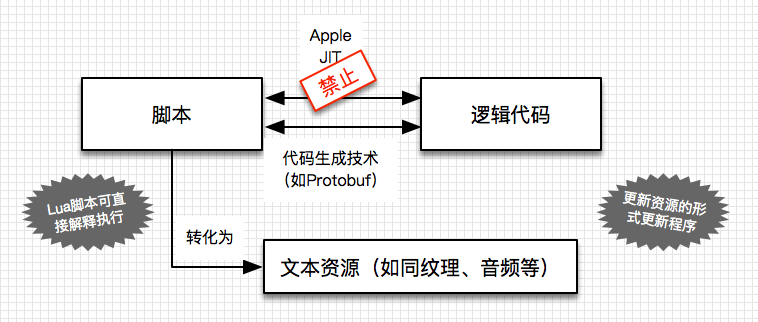 Apple
JIT
禁止
脚本
逻辑代码
代码生成技术
（如Protobuf）
Lua脚本可直
接解释执行
更新资源的形
式更新程序
转化为
文本资源（如同纹理、音频等）